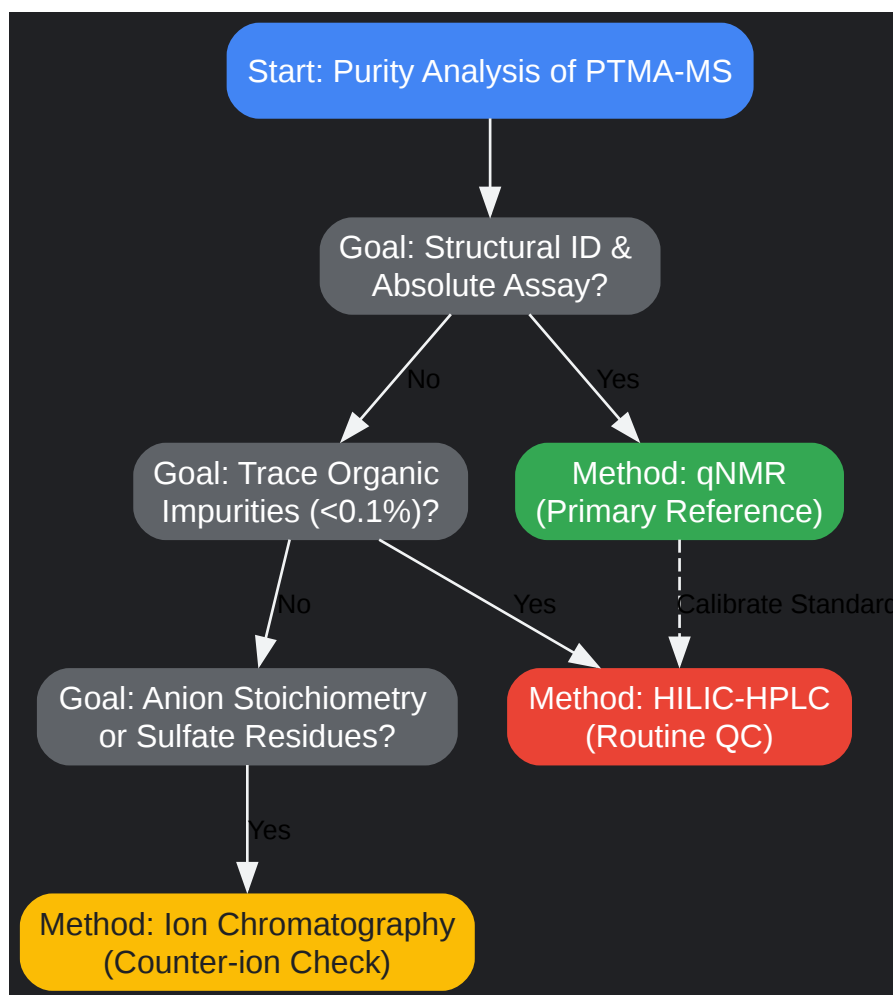 Start: Purity Analysis of PTMA-MS
Goal: Structural ID &
Absolute Assay?
No
Yes
Goal: Trace Organic
Impurities (<0.1%)?
Method: qNMR
(Primary Reference)
No
Yes
Calibrate Standard
Goal: Anion Stoichiometry
or Sulfate Residues?
Method: HILIC-HPLC
(Routine QC)
Yes
Method: Ion Chromatography
(Counter-ion Check)